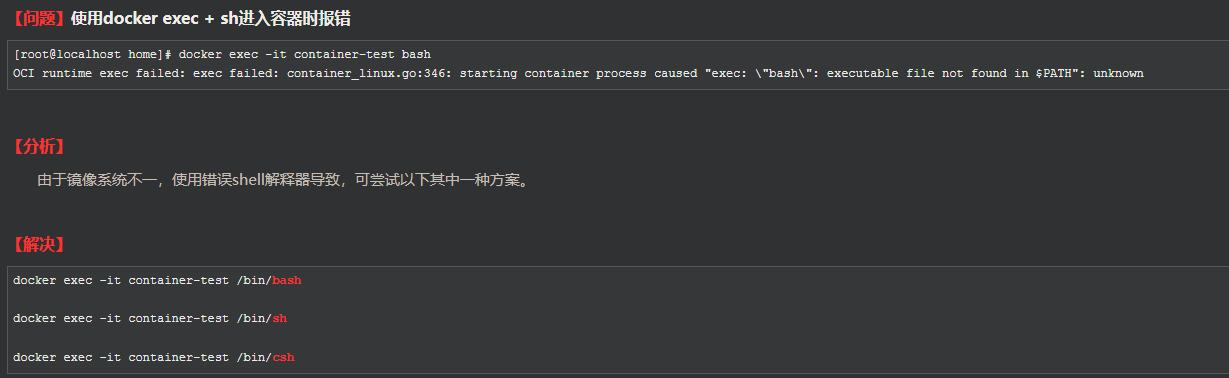 【问题】使用docker exec + sh进入容器时报错
[root@localhost home]# docker exec -it container-test bash
OCI runtime exec failed: exec failed: container_linux.go:346: starting container process caused "exec: \"bash\": executable file not found in $PATH": unknown
【分析】
由于镜像系统不一，使用错误shell解释器导致，可尝试以下其中一种方案。
【解决】
docker exec -it container-test /bin/bash
docker exec -it container-test /bin/sh
docker exec -it container-test /bin/csh